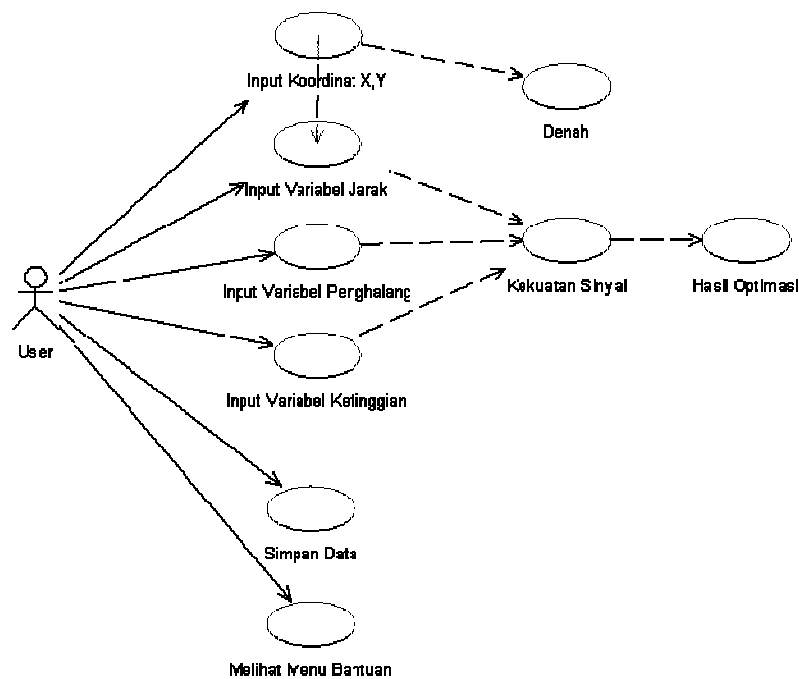 Input Koordinat X,Y
Denah
Input Variabel Jarak
Input Variabel Penghalang
Kekuatan Sinyal
Hasil Optimasi
User
Input Variabel Ketinggian
Simpan Data
Melihat Menu Bantuan